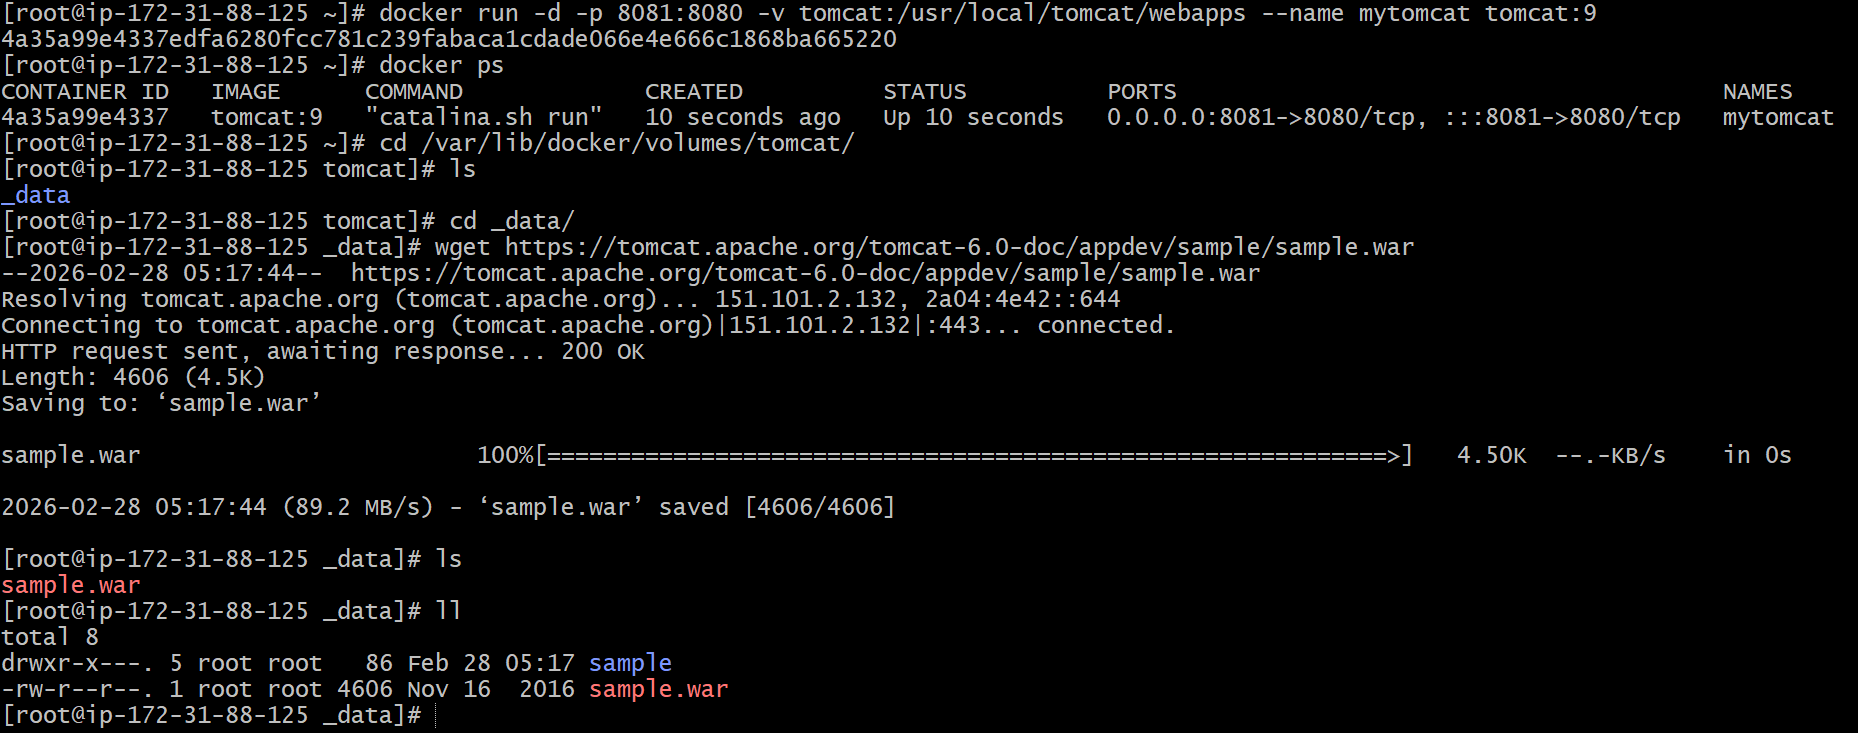 [root@ip-172-31-88-125 ~]# docker run -d -p 8081:8080 -v tomcat:/usr/local/tomcat/webapps --name mytomcat tomcat:9
4a35a99e4337edfa6280fcc781c239fabaca1cdade066e4e666c1868ba665220
[root@ip-172-31-88-125 ~]# docker ps
CONTAINER ID   IMAGE      COMMAND             CREATED          STATUS          PORTS                                       NAMES
4a35a99e4337   tomcat:9   "catalina.sh run"   10 seconds ago   Up 10 seconds   0.0.0.0:8081->8080/tcp, :::8081->8080/tcp   mytomcat
[root@ip-172-31-88-125 ~]# cd /var/lib/docker/volumes/tomcat/
[root@ip-172-31-88-125 tomcat]# ls
_data
[root@ip-172-31-88-125 tomcat]# cd _data/
[root@ip-172-31-88-125 _data]# wget https://tomcat.apache.org/tomcat-6.0-doc/appdev/sample/sample.war
--2026-02-28 05:17:44--  https://tomcat.apache.org/tomcat-6.0-doc/appdev/sample/sample.war
Resolving tomcat.apache.org (tomcat.apache.org)... 151.101.2.132, 2a04:4e42::644
Connecting to tomcat.apache.org (tomcat.apache.org)|151.101.2.132|:443... connected.
HTTP request sent, awaiting response... 200 OK
Length: 4606 (4.5K)
Saving to: ‘sample.war’
sample.war                        100%[============================================================>]   4.50K  --.-KB/s    in 0s
2026-02-28 05:17:44 (89.2 MB/s) - ‘sample.war’ saved [4606/4606]
[root@ip-172-31-88-125 _data]# ls
sample.war
[root@ip-172-31-88-125 _data]# ll
total 8
drwxr-x---. 5 root root   86 Feb 28 05:17 sample
-rw-r--r--. 1 root root 4606 Nov 16  2016 sample.war
[root@ip-172-31-88-125 _data]#